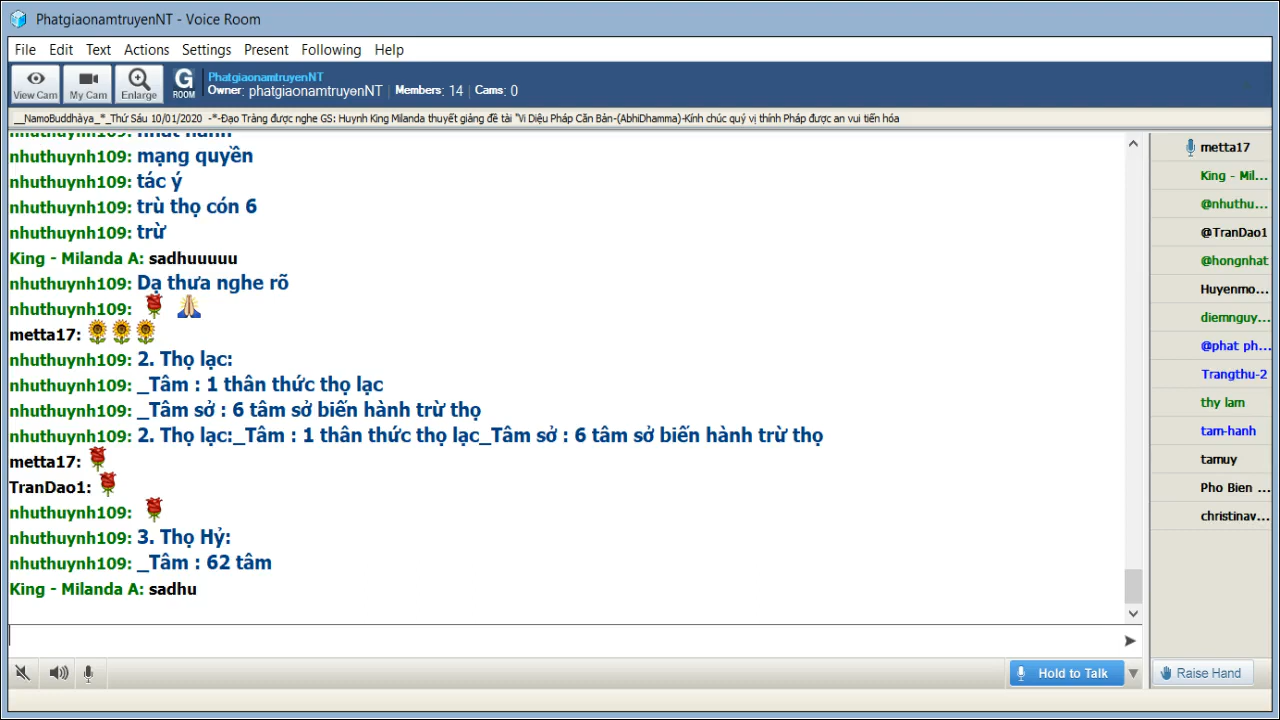 PhatgiaonamtruyenNT - Voice Room
File Edit Text Actions Settings Present Following Help
View Cam My Cam Enlarge G ROOM
PhatgiaonamtruyenNT
Owner: phatgiaonamtruyenNT | Members: 14 | Cams: 0
__NamoBuddhàya_*_Thứ Sáu 10/01/2020 -*-Đạo Tràng được nghe GS: Huynh King Milanda thuyết giảng đề tài "Vi Diệu Pháp Căn Bản-(AbhiDhamma)-Kính chúc quý vị thính Pháp được an vui tiến hóa
nhuthuynh109: mạng quyền
nhuthuynh109: tác ý
nhuthuynh109: trù thọ cón 6
nhuthuynh109: trừ
King - Milanda A: sadhuuuuu
nhuthuynh109: Dạ thưa nghe rõ
nhuthuynh109:
metta17:
nhuthuynh109: 2. Thọ lạc:
nhuthuynh109: _Tâm : 1 thân thức thọ lạc
nhuthuynh109: _Tâm sở : 6 tâm sở biến hành trừ thọ
nhuthuynh109: 2. Thọ lạc:_Tâm : 1 thân thức thọ lạc_Tâm sở : 6 tâm sở biến hành trừ thọ
metta17:
TranDao1:
nhuthuynh109:
nhuthuynh109: 3. Thọ Hỷ:
nhuthuynh109: _Tâm : 62 tâm
King - Milanda A: sadhu
metta17
King - Mil...
@nhuthu...
@TranDao1
@hongnhat
Huyenmo...
diemnguy...
@phat ph...
Trangthu-2
thy lam
tam-hanh
tamuy
Pho Bien ...
christinav...
Hold to Talk
Raise Hand